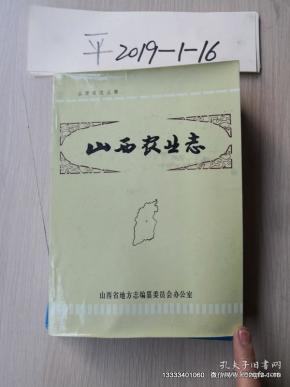 平 2019-1-16
山西省志丛书
山西农业志
山西省地方志编纂委员会办公室
13333401060
孔夫子旧书网